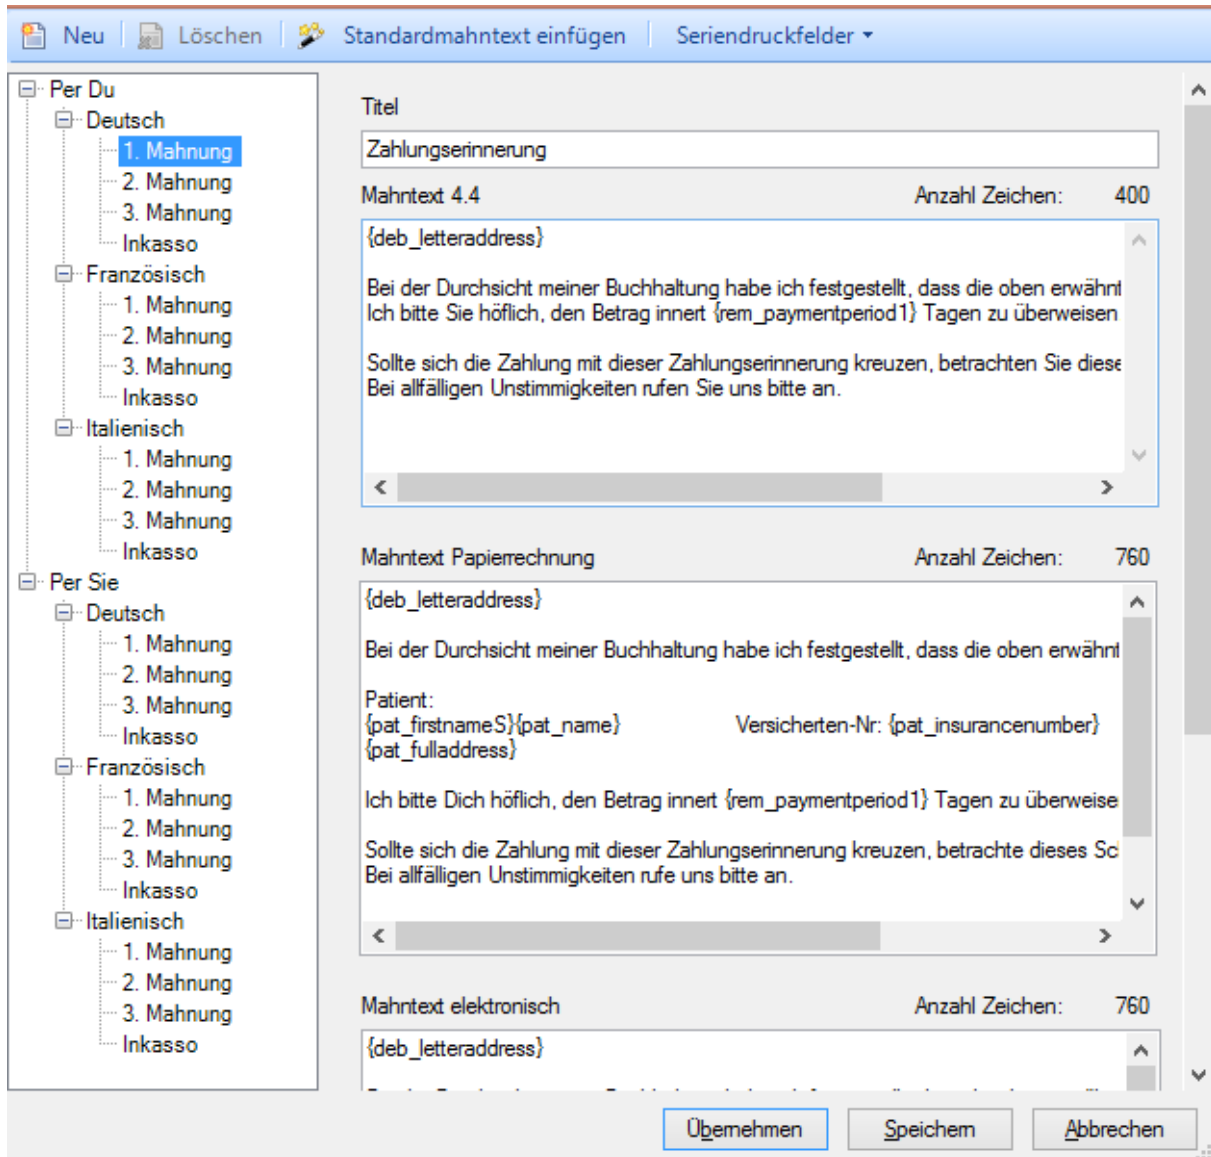 Neu Löschen Standardmahntext einfügen Seriendruckfelder
Per Du
Deutsch
1. Mahnung
2. Mahnung
3. Mahnung
Inkasso
Französisch
1. Mahnung
2. Mahnung
3. Mahnung
Inkasso
Italienisch
1. Mahnung
2. Mahnung
3. Mahnung
Inkasso
Per Sie
Deutsch
1. Mahnung
2. Mahnung
3. Mahnung
Inkasso
Französisch
1. Mahnung
2. Mahnung
3. Mahnung
Inkasso
Italienisch
1. Mahnung
2. Mahnung
3. Mahnung
Inkasso
Titel
Zahlungserinnerung
Mahntext 4.4 Anzahl Zeichen: 400
{deb_letteraddress}
Bei der Durchsicht meiner Buchhaltung habe ich festgestellt, dass die oben erwähnt
Ich bitte Sie höflich, den Betrag innert {rem_paymentperiod1} Tagen zu überweisen
Sollte sich die Zahlung mit dieser Zahlungserinnerung kreuzen, betrachten Sie diese
Bei allfälligen Unstimmigkeiten rufen Sie uns bitte an.
Mahntext Papierrechnung Anzahl Zeichen: 760
{deb_letteraddress}
Bei der Durchsicht meiner Buchhaltung habe ich festgestellt, dass die oben erwähnt
Patient:
{pat_firstnameS}{pat_name} Versicherten-Nr: {pat_insurancenumber}
{pat_fulladdress}
Ich bitte Dich höflich, den Betrag innert {rem_paymentperiod1} Tagen zu überweise
Sollte sich die Zahlung mit dieser Zahlungserinnerung kreuzen, betrachte dieses Sc
Bei allfälligen Unstimmigkeiten rufe uns bitte an.
Mahntext elektronisch Anzahl Zeichen: 760
{deb_letteraddress}
Übernehmen Speichern Abbrechen